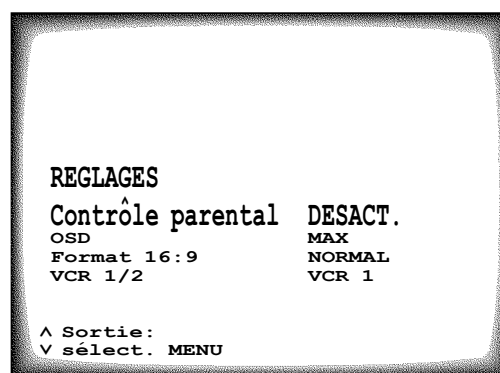 REGLAGES
Contrôle parental DESACT.
OSD MAX
Format 16:9 NORMAL
VCR 1/2 VCR 1
^ Sortie:
v sélect. MENU